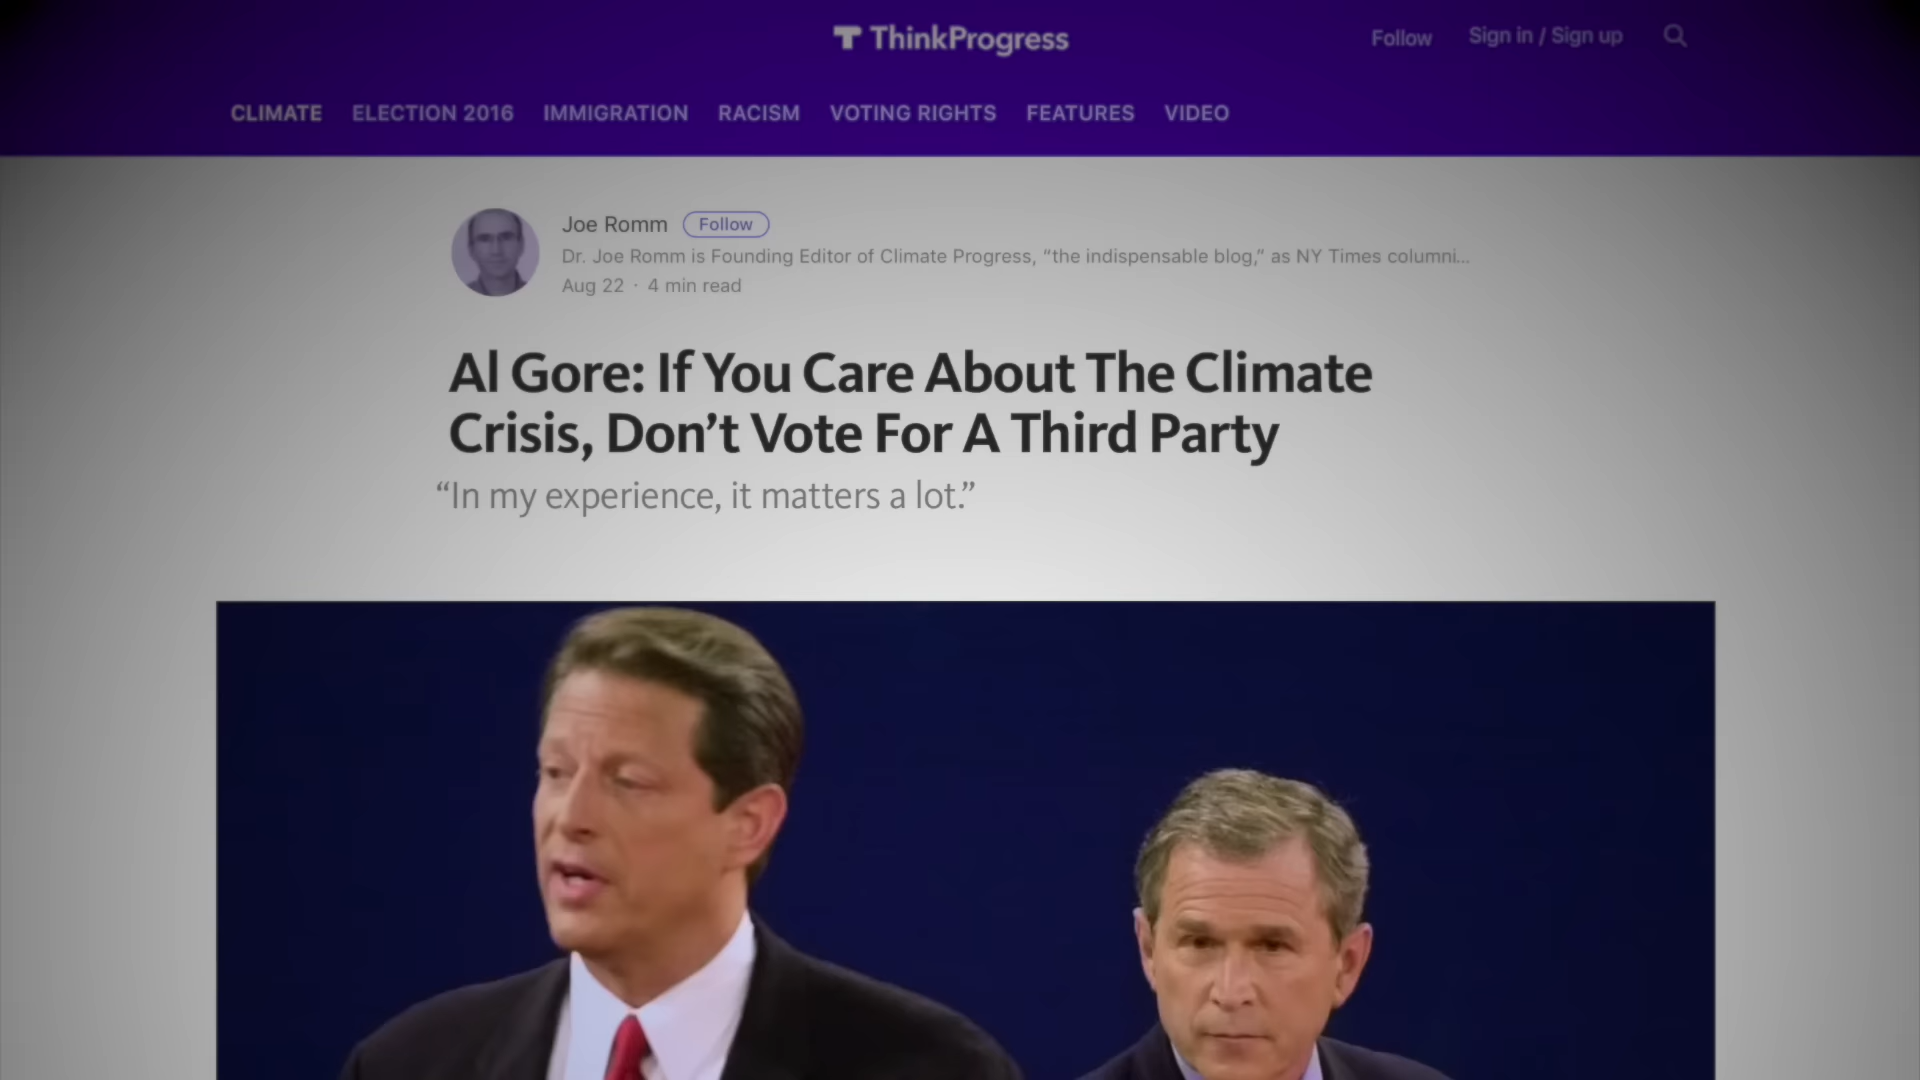 ThinkProgress
Follow
Sign in / Sign up
CLIMATE ELECTION 2016 IMMIGRATION RACISM VOTING RIGHTS FEATURES VIDEO
Joe Romm Follow
Dr. Joe Romm is Founding Editor of Climate Progress, “the indispensable blog,” as NY Times columni...
Aug 22 · 4 min read
Al Gore: If You Care About The Climate
Crisis, Don’t Vote For A Third Party
“In my experience, it matters a lot.”